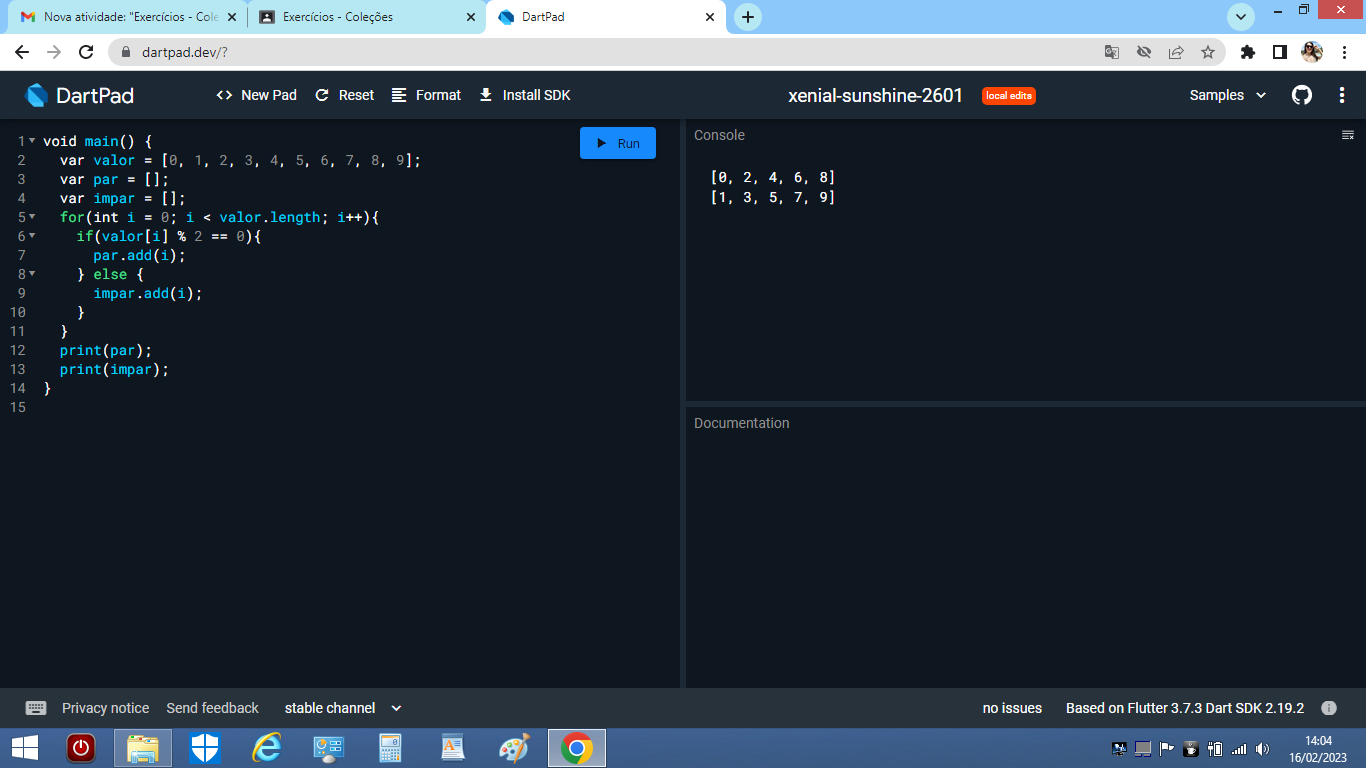 Nova atividade: "Exercícios - Cole
Exercícios - Coleções
DartPad
dartpad.dev/?
DartPad
New Pad
Reset
Format
Install SDK
xenial-sunshine-2601
local edits
Samples
1 void main() {
2 var valor = [0, 1, 2, 3, 4, 5, 6, 7, 8, 9];
3 var par = [];
4 var impar = [];
5 for(int i = 0; i < valor.length; i++){
6 if(valor[i] % 2 == 0){
7 par.add(i);
8 } else {
9 impar.add(i);
10 }
11 }
12 print(par);
13 print(impar);
14 }
15
Run
Console
[0, 2, 4, 6, 8]
[1, 3, 5, 7, 9]
Documentation
Privacy notice
Send feedback
stable channel
no issues
Based on Flutter 3.7.3 Dart SDK 2.19.2
14:04
16/02/2023